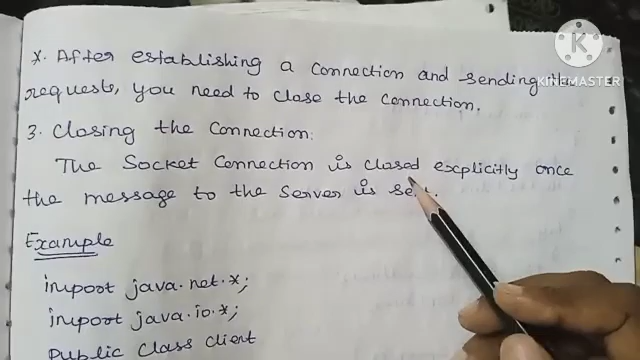 x. After establishing a connection and sending the
requests, you need to close the connection.
3. Closing the connection:
The Socket Connection is closed explicitly once
the message to the server is
Example
import java.net.*;
import java.io.*;
public class client
K
KINEMASTER